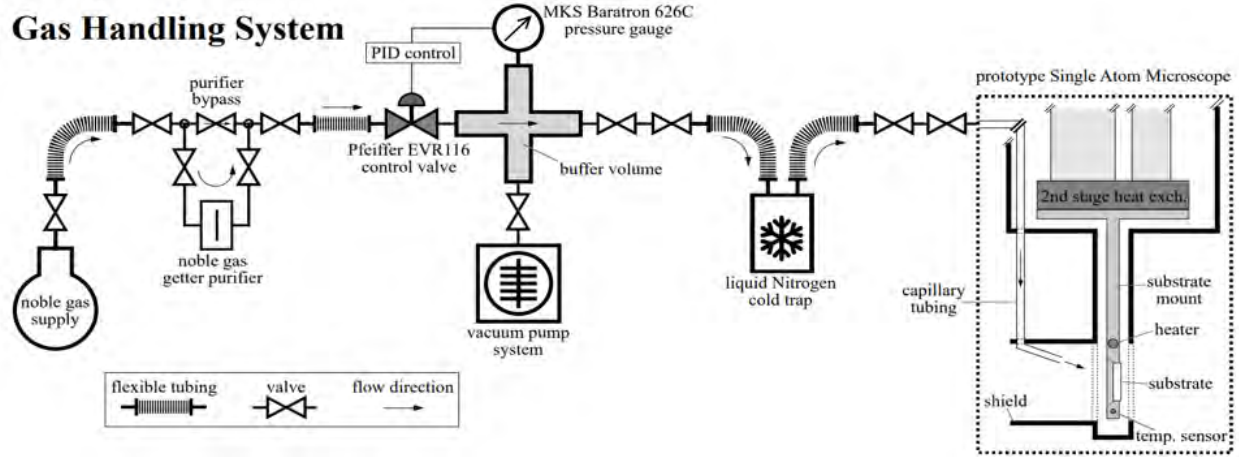 Gas Handling System
MKS Baratron 626C
pressure gauge
PID control
purifier
bypass
Pfeiffer EVR116
control valve
buffer volume
noble gas
getter purifier
noble gas
supply
vacuum pump
system
liquid Nitrogen
cold trap
prototype Single Atom Microscope
2nd stage heat exch.
capillary
tubing
substrate
mount
heater
substrate
shield
temp. sensor
flexible tubing
valve
flow direction